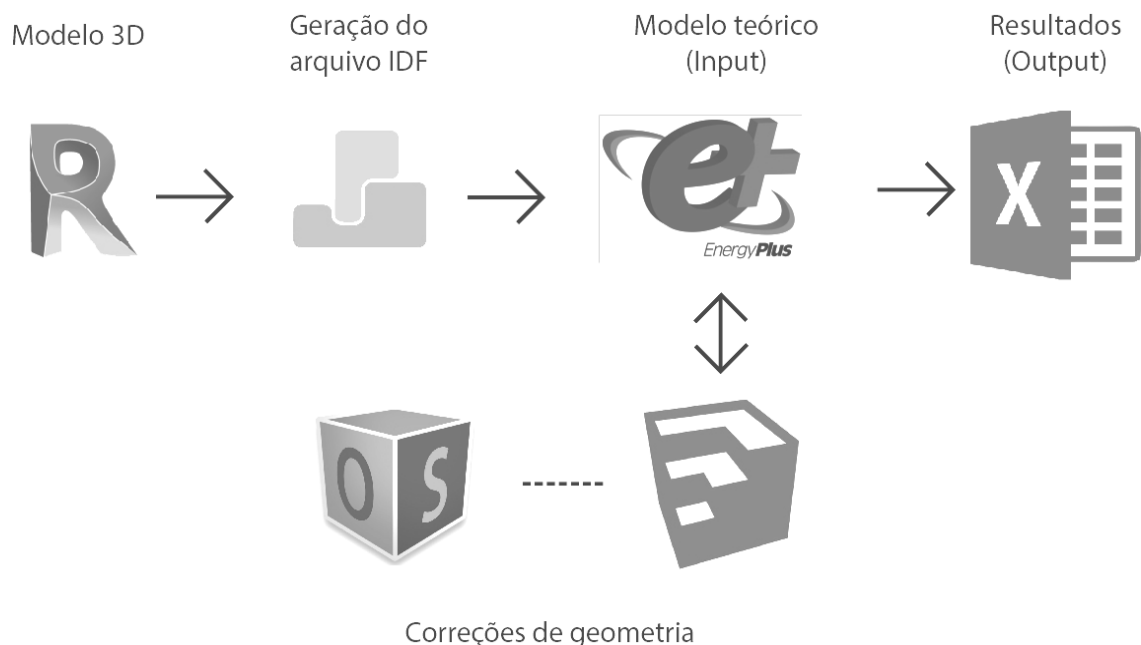 Modelo 3D
Geração do
arquivo IDF
Modelo teórico
(Input)
Resultados
(Output)
R
e+
EnergyPlus
X
O S
Correções de geometria